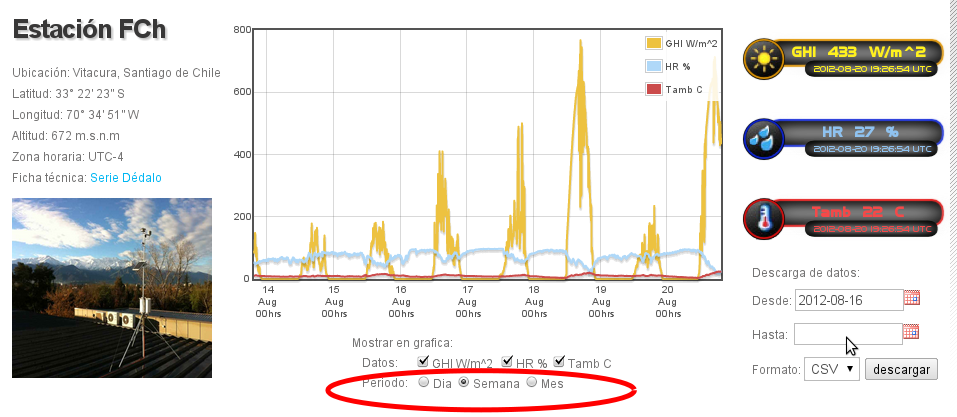 Estación FCh
Ubicación: Vitacura, Santiago de Chile
Latitud: 33° 22' 23" S
Longitud: 70° 34' 51" W
Altitud: 672 m.s.n.m
Zona horaria: UTC-4
Ficha técnica: Serie Dédalo
800
600
400
200
0
GHI W/m^2
HR %
Tamb C
14 15 16 17 18 19 20
Aug Aug Aug Aug Aug Aug Aug
00hrs 00hrs 00hrs 00hrs 00hrs 00hrs 00hrs
Mostrar en grafica:
Datos: GHI W/m^2 HR % Tamb C
Periodo: Dia Semana Mes
GHI 433 W/m^2
2012-08-20 19:26:54 UTC
HR 27 %
2012-08-20 19:26:54 UTC
Tamb 22 C
2012-08-20 19:26:54 UTC
Descarga de datos:
Desde: 2012-08-16
Hasta:
Formato: CSV descargar